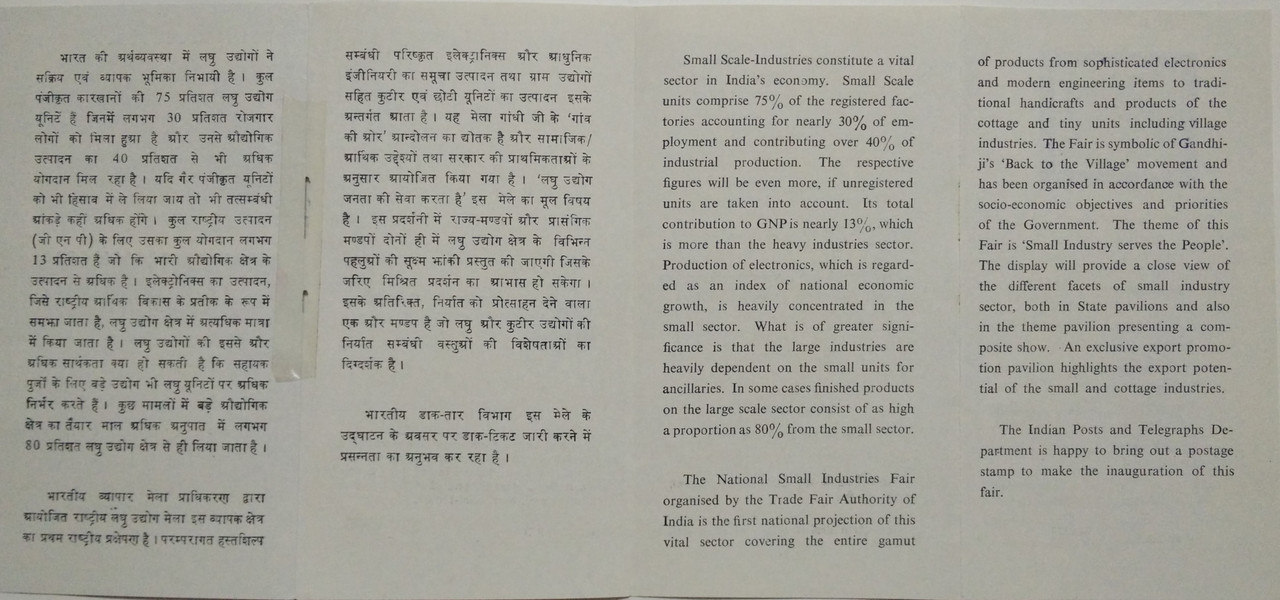 भारत की अर्थव्यवस्था में लघु उद्योगों ने
सक्रिय एवं व्यापक भूमिका निभायी है । कुल
पंजीकृत कारखानों की 75 प्रतिशत लघु उद्योग
यूनिटें हैं जिनमें लगभग 30 प्रतिशत रोजगार
लोगों को मिला हुआ है और उनसे औद्योगिक
उत्पादन का 40 प्रतिशत से भी अधिक
योगदान मिल रहा है । यदि गैर पंजीकृत यूनिटों
को भी हिसाब में ले लिया जाय तो भी तत्सम्बंधी
आंकड़े कहीं अधिक होंगे । कुल राष्ट्रीय उत्पादन
(जी एन पी) के लिए उसका कुल योगदान लगभग
13 प्रतिशत है जो कि भारी औद्योगिक क्षेत्र के
उत्पादन से अधिक है । इलेक्ट्रोनिक्स का उत्पादन,
जिसे राष्ट्रीय आर्थिक विकास के प्रतीक के रूप में
समझा जाता है, लघु उद्योग क्षेत्र में अत्यधिक मात्रा
में किया जाता है । लघु उद्योगों की इससे और
अधिक सार्थकता क्या हो सकती है कि सहायक
पुर्जों के लिए बड़े उद्योग भी लघु यूनिटों पर अधिक
निर्भर करते हैं । कुछ मामलों में बड़े औद्योगिक
क्षेत्र का तैयार माल अधिक अनुपात में लगभग
80 प्रतिशत लघु उद्योग क्षेत्र से ही लिया जाता है ।
भारतीय व्यापार मेला प्राधिकरण द्वारा
आयोजित राष्ट्रीय लघु उद्योग मेला इस व्यापक क्षेत्र
का प्रथम राष्ट्रीय प्रक्षेपण है । परम्परागत हस्तशिल्प
सम्बंधी परिष्कृत इलेक्ट्रानिक्स और आधुनिक
इंजीनियरी का समूचा उत्पादन तथा ग्राम उद्योगों
सहित कुटीर एवं छोटी यूनिटों का उत्पादन इसके
अन्तर्गत आता है । यह मेला गांधी जी के 'गांव
की ओर' आन्दोलन का द्योतक है और सामाजिक/
आर्थिक उद्देश्यों तथा सरकार की प्राथमिकताओं के
अनुसार आयोजित किया गया है । 'लघु उद्योग
जनता की सेवा करता है' इस मेले का मूल विषय
है । इस प्रदर्शनी में राज्य-मण्डपों और प्रासंगिक
मण्डपों दोनों ही में लघु उद्योग क्षेत्र के विभिन्न
पहलुओं की सूक्ष्म झांकी प्रस्तुत की जाएगी जिसके
जरिए मिश्रित प्रदर्शन का आभास हो सकेगा ।
इसके अतिरिक्त, निर्यात को प्रोत्साहन देने वाला
एक और मण्डप है जो लघु और कुटीर उद्योगों की
निर्यात सम्बंधी वस्तुओं की विशेषताओं का
दिग्दर्शक है ।
भारतीय डाक-तार विभाग इस मेले के
उद्घाटन के अवसर पर डाक-टिकट जारी करने में
प्रसन्नता का अनुभव कर रहा है ।
Small Scale-Industries constitute a vital
sector in India's economy. Small Scale
units comprise 75% of the registered fac-
tories accounting for nearly 30% of em-
ployment and contributing over 40% of
industrial production. The respective
figures will be even more, if unregistered
units are taken into account. Its total
contribution to GNP is nearly 13%, which
is more than the heavy industries sector.
Production of electronics, which is regard-
ed as an index of national economic
growth, is heavily concentrated in the
small sector. What is of greater signi-
ficance is that the large industries are
heavily dependent on the small units for
ancillaries. In some cases finished products
on the large scale sector consist of as high
a proportion as 80% from the small sector.
The National Small Industries Fair
organised by the Trade Fair Authority of
India is the first national projection of this
vital sector covering the entire gamut
of products from sophisticated electronics
and modern engineering items to tradi-
tional handicrafts and products of the
cottage and tiny units including village
industries. The Fair is symbolic of Gandhi-
ji's 'Back to the Village' movement and
has been organised in accordance with the
socio-economic objectives and priorities
of the Government. The theme of this
Fair is 'Small Industry serves the People'.
The display will provide a close view of
the different facets of small industry
sector, both in State pavilions and also
in the theme pavilion presenting a com-
posite show. An exclusive export promo-
tion pavilion highlights the export poten-
tial of the small and cottage industries.
The Indian Posts and Telegraphs De-
partment is happy to bring out a postage
stamp to make the inauguration of this
fair.